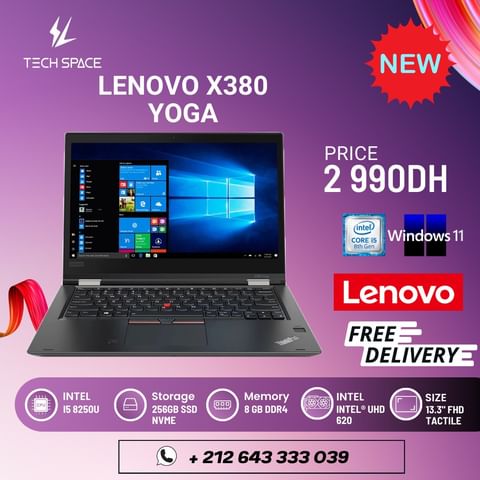 TECH SPACE
LENOVO X380
YOGA
NEW
PRICE
2 990DH
intel
CORE i5
8th Gen
Windows 11
Lenovo
FREE
DELIVERY
INTEL
I5 8250U
Storage
256GB SSD
NVME
Memory
8 GB DDR4
INTEL
INTEL® UHD
620
SIZE
13.3" FHD
TACTILE
+ 212 643 333 039